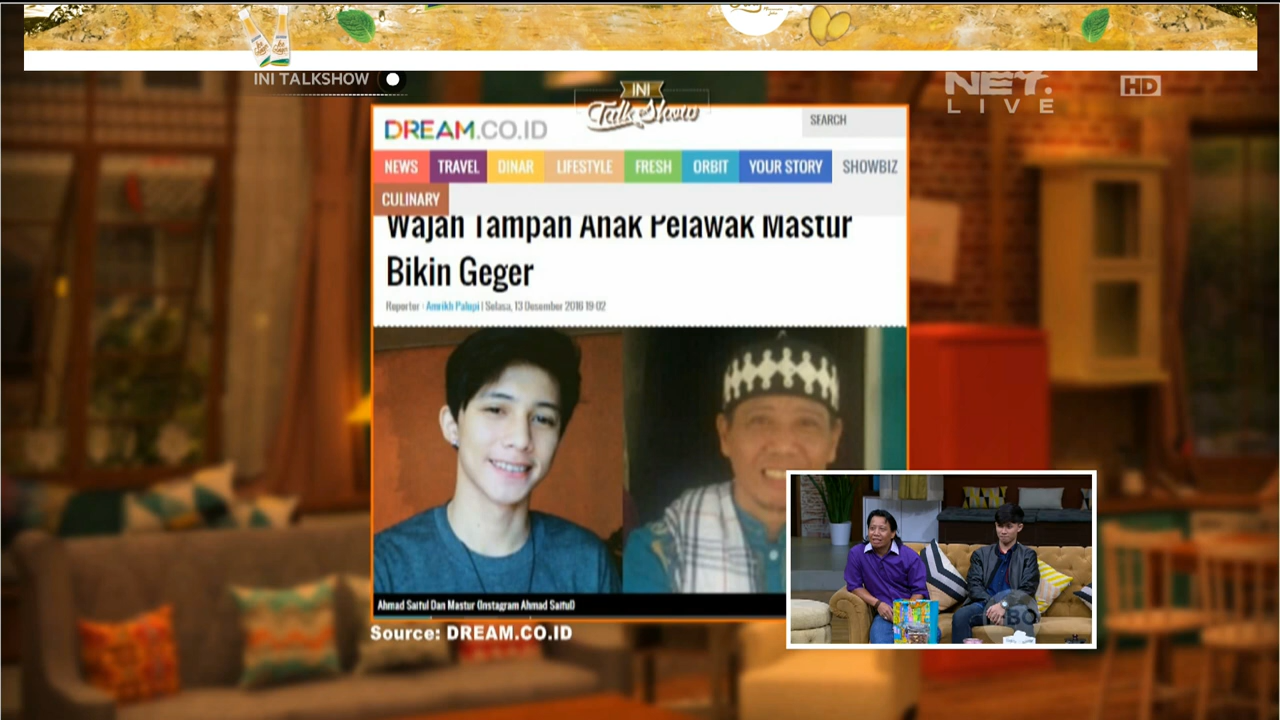 INI TALKSHOW
NET.
LIVE
HD
INI
Talk Show
DREAM.CO.ID
SEARCH
NEWS TRAVEL DINAR LIFESTYLE FRESH ORBIT YOUR STORY SHOWBIZ
CULINARY
Wajah Tampan Anak Pelawak Mastur
Bikin Geger
Reporter : Amrikh Palupi | Selasa, 13 Desember 2016 19:02
Ahmad Saiful Dan Mastur (Instagram Ahmad Saiful)
Source: DREAM.CO.ID